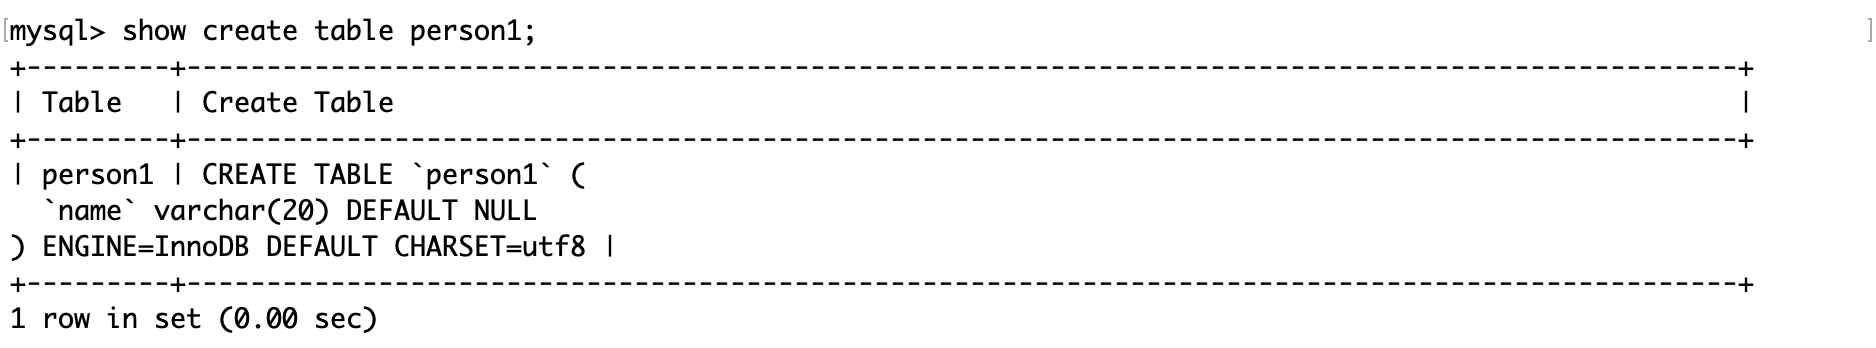 [mysql> show create table person1; ]
+---------+-------------------------------------------------------------------------------------------------+
| Table   | Create Table                                                                                    |
+---------+-------------------------------------------------------------------------------------------------+
| person1 | CREATE TABLE `person1` (
  `name` varchar(20) DEFAULT NULL
) ENGINE=InnoDB DEFAULT CHARSET=utf8 |
+---------+-------------------------------------------------------------------------------------------------+
1 row in set (0.00 sec)